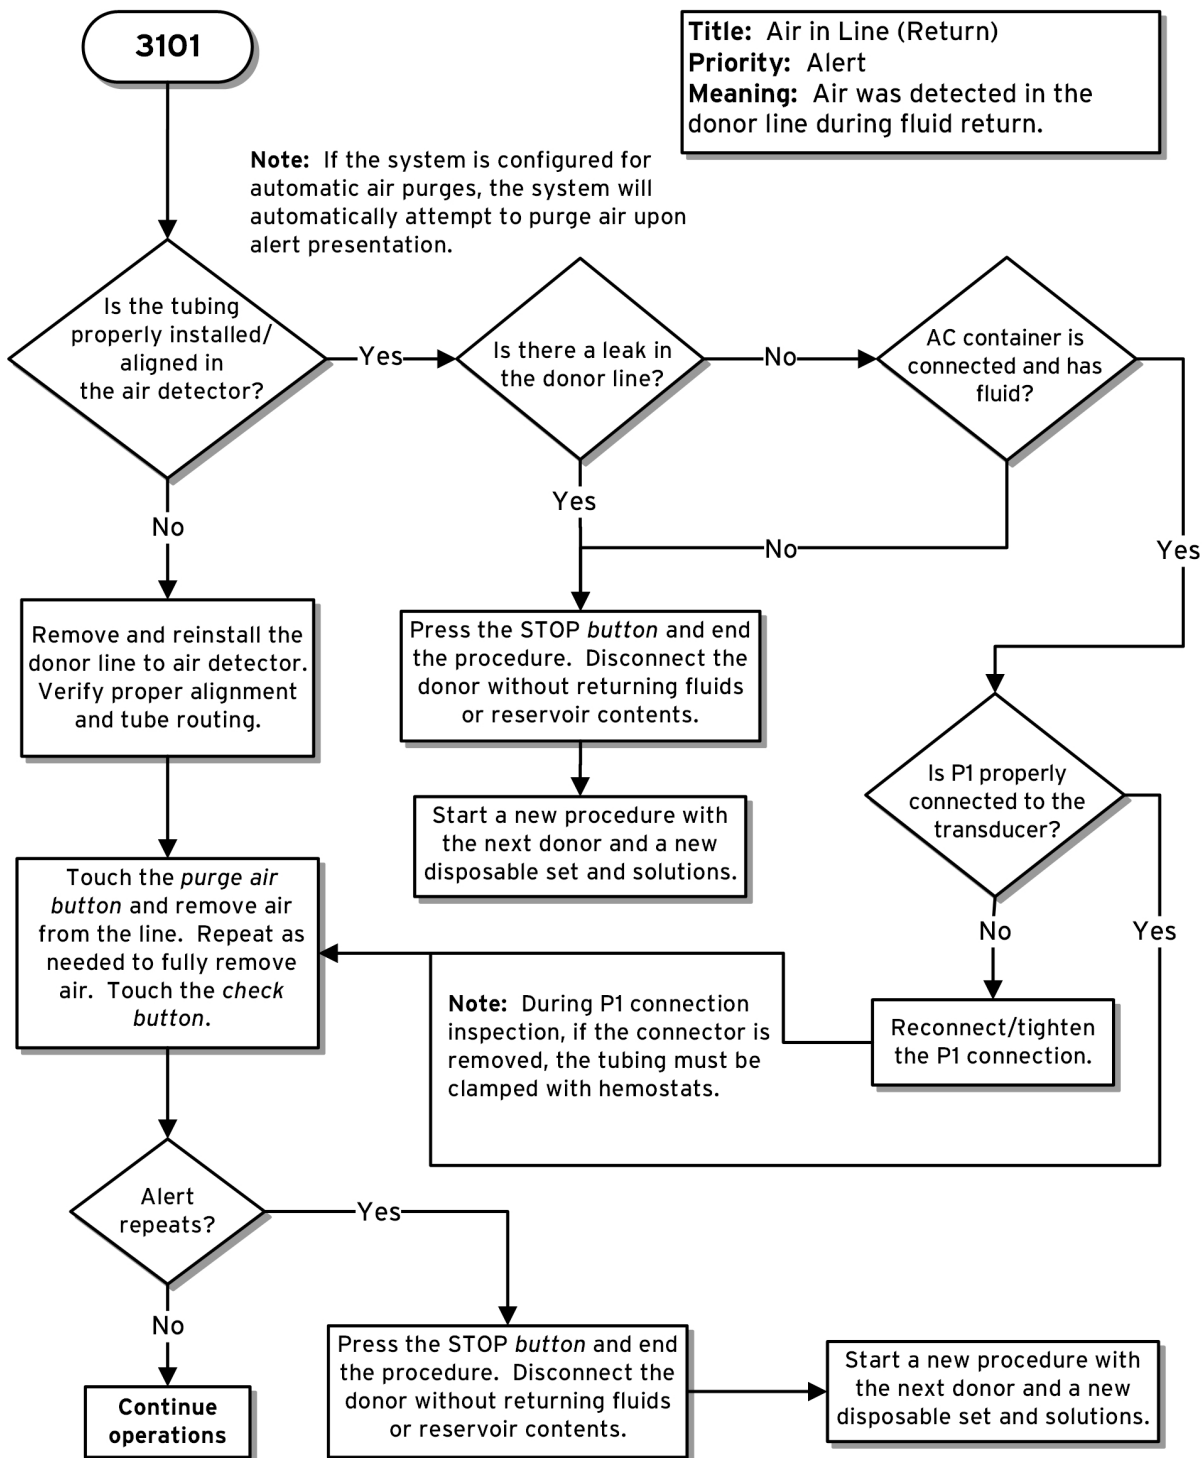 3101
Title: Air in Line (Return)
Priority: Alert
Meaning: Air was detected in the
donor line during fluid return.
Note: If the system is configured for
automatic air purges, the system will
automatically attempt to purge air upon
alert presentation.
Is the tubing
properly installed/
aligned in
the air detector?
Yes
Is there a leak in
the donor line?
No
AC container is
connected and has
fluid?
No
Yes
No
Yes
Remove and reinstall the
donor line to air detector.
Verify proper alignment
and tube routing.
Press the STOP button and end
the procedure. Disconnect the
donor without returning fluids
or reservoir contents.
Start a new procedure with
the next donor and a new
disposable set and solutions.
Is P1 properly
connected to the
transducer?
No
Yes
Touch the purge air
button and remove air
from the line. Repeat as
needed to fully remove
air. Touch the check
button.
Note: During P1 connection
inspection, if the connector is
removed, the tubing must be
clamped with hemostats.
Reconnect/tighten
the P1 connection.
Alert
repeats?
Yes
No
Continue
operations
Press the STOP button and end
the procedure. Disconnect the
donor without returning fluids
or reservoir contents.
Start a new procedure with
the next donor and a new
disposable set and solutions.